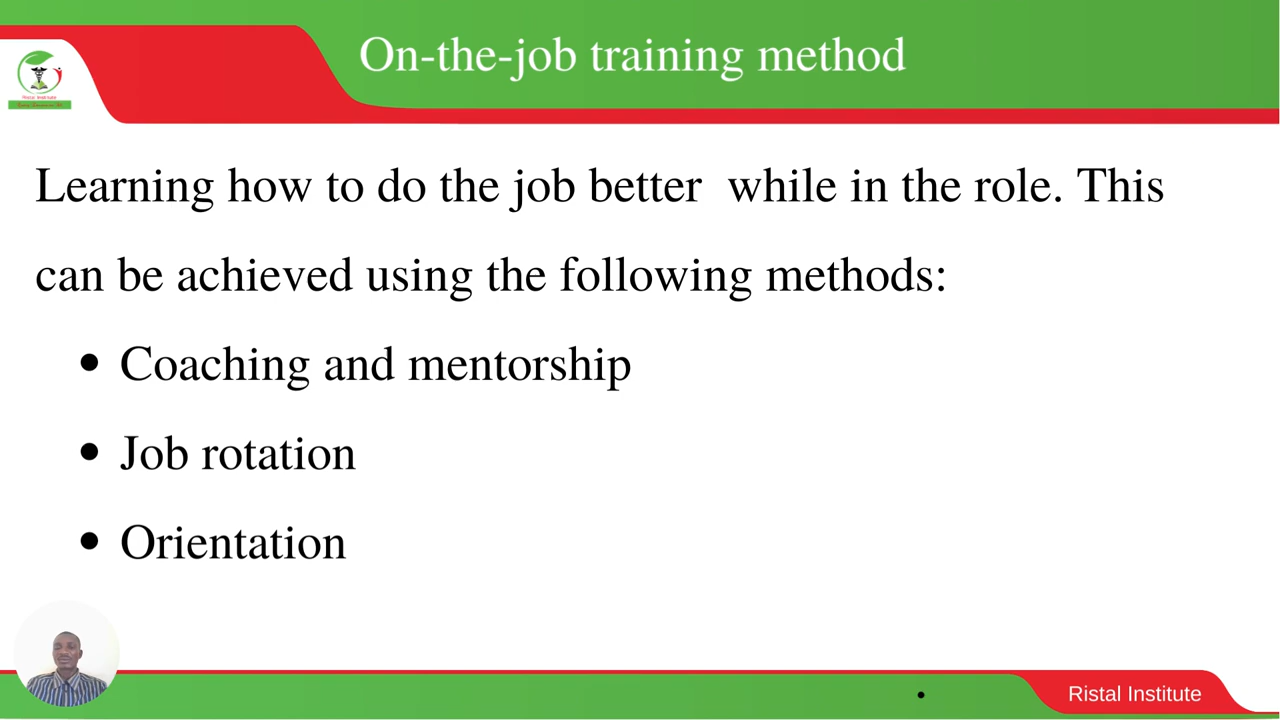 On-the-job training method
Learning how to do the job better  while in the role. This
can be achieved using the following methods:
• Coaching and mentorship
• Job rotation
• Orientation
Ristal Institute